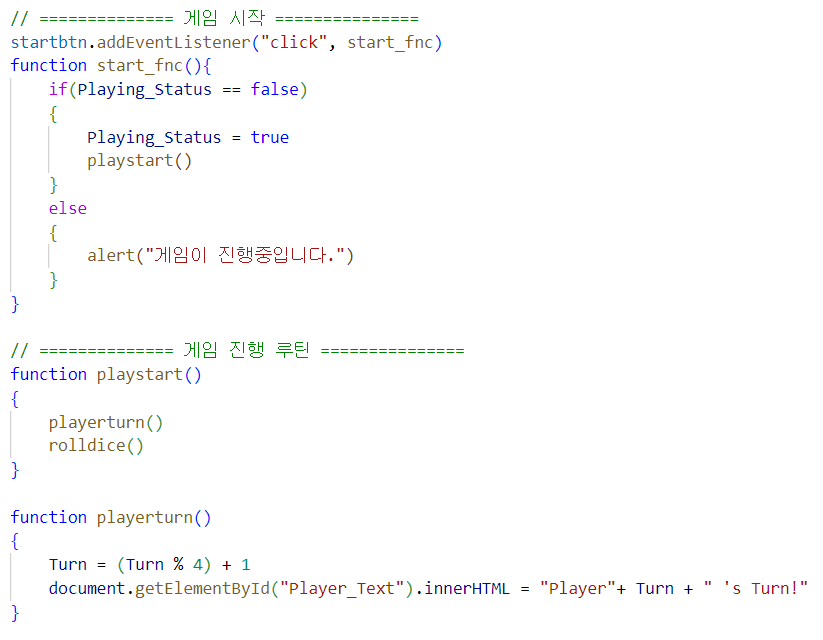 // ============== 게임 시작 ===============
startbtn.addEventListener("click", start_fnc)
function start_fnc(){
    if(Playing_Status == false)
    {
        Playing_Status = true
        playstart()
    }
    else
    {
        alert("게임이 진행중입니다.")
    }
}

// ============== 게임 진행 루틴 ===============
function playstart()
{
    playerturn()
    rolldice()
}

function playerturn()
{
    Turn = (Turn % 4) + 1
    document.getElementById("Player_Text").innerHTML = "Player"+ Turn + " 's Turn!"
}